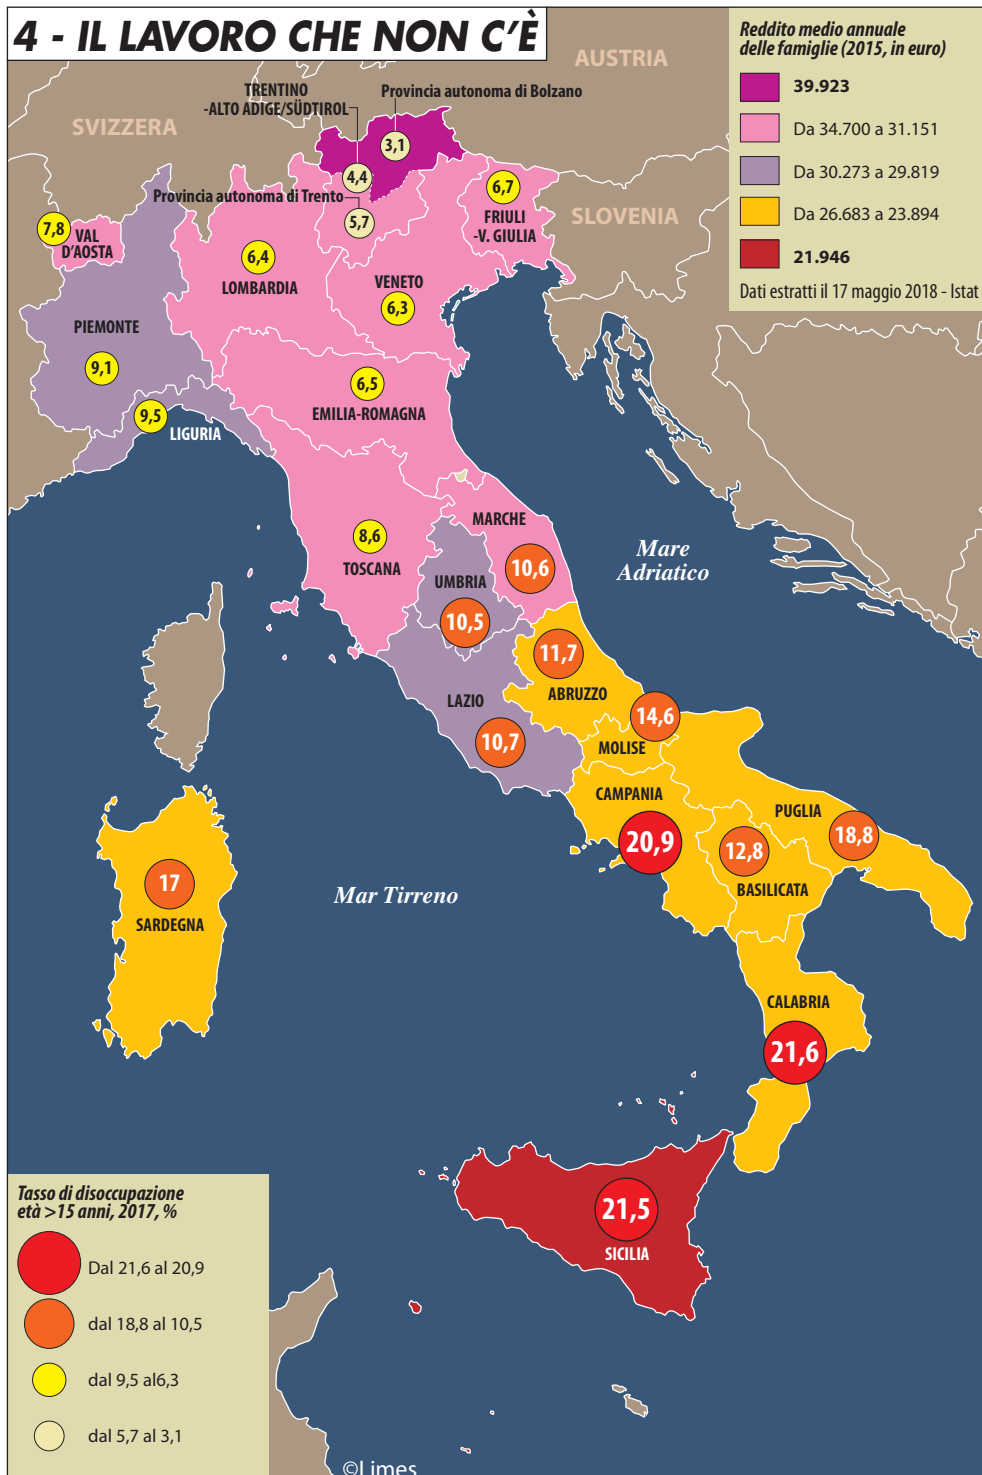 4 - IL LAVORO CHE NON C'È
Reddito medio annuale
delle famiglie (2015, in euro)
39.923
Da 34.700 a 31.151
Da 30.273 a 29.819
Da 26.683 a 23.894
21.946
Dati estratti il 17 maggio 2018 - Istat
AUSTRIA
SVIZZERA
SLOVENIA
TRENTINO
-ALTO ADIGE/SÜDTIROL
Provincia autonoma di Bolzano
3,1
4,4
Provincia autonoma di Trento
5,7
6,7
FRIULI
-V. GIULIA
7,8
VAL
D'AOSTA
6,4
LOMBARDIA
VENETO
6,3
PIEMONTE
9,1
6,5
EMILIA-ROMAGNA
9,5
LIGURIA
8,6
TOSCANA
MARCHE
10,6
UMBRIA
10,5
Mare
Adriatico
11,7
ABRUZZO
LAZIO
10,7
14,6
MOLISE
CAMPANIA
20,9
PUGLIA
18,8
12,8
BASILICATA
17
SARDEGNA
Mar Tirreno
CALABRIA
21,6
21,5
SICILIA
Tasso di disoccupazione
età >15 anni, 2017, %
Dal 21,6 al 20,9
dal 18,8 al 10,5
dal 9,5 al6,3
dal 5,7 al 3,1
©Limes